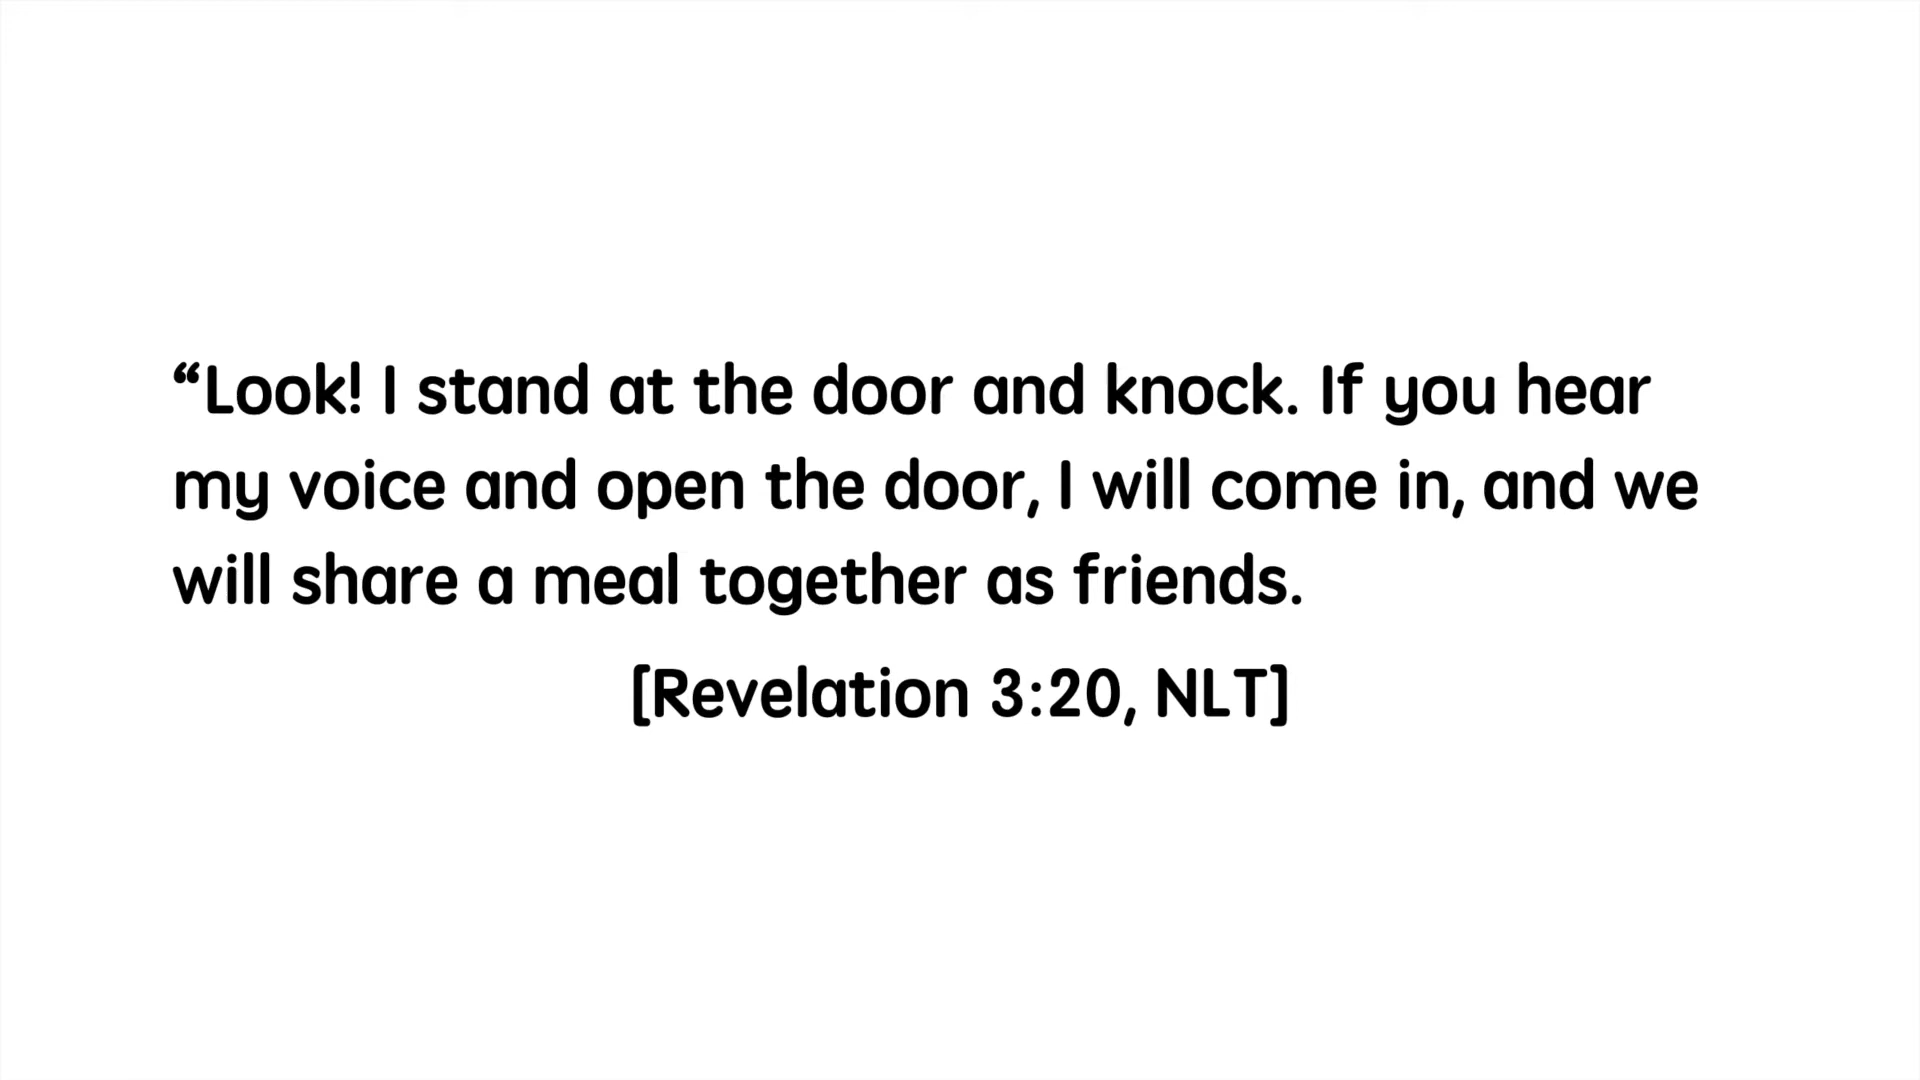 “Look! I stand at the door and knock. If you hear
my voice and open the door, I will come in, and we
will share a meal together as friends.
[Revelation 3:20, NLT]